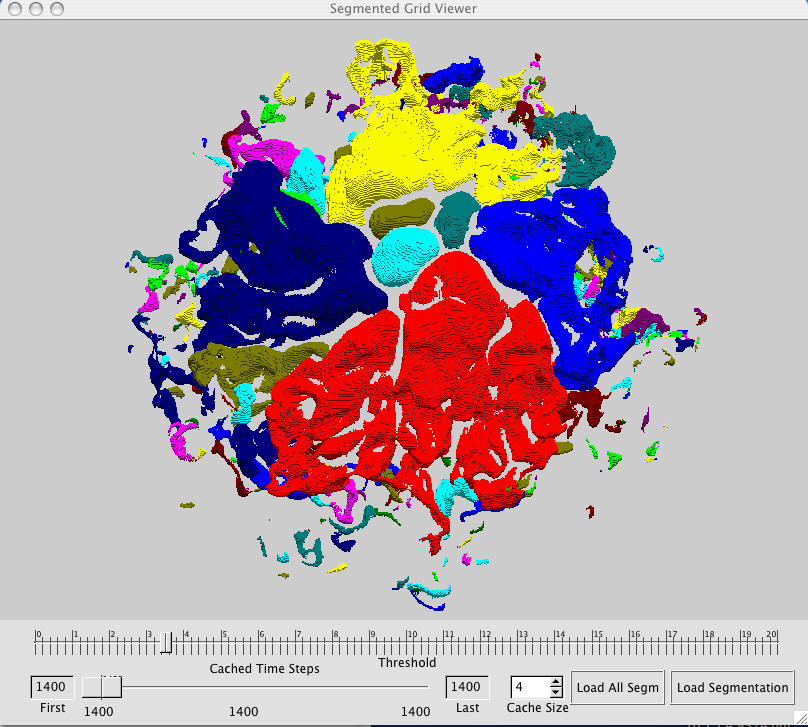 Segmented Grid Viewer
0 1 2 3 4 5 6 7 8 9 10 11 12 13 14 15 16 17 18 19 20
Cached Time Steps Threshold
1400 1400 4 Load All Segm Load Segmentation
First Last Cache Size
1400 1400 1400